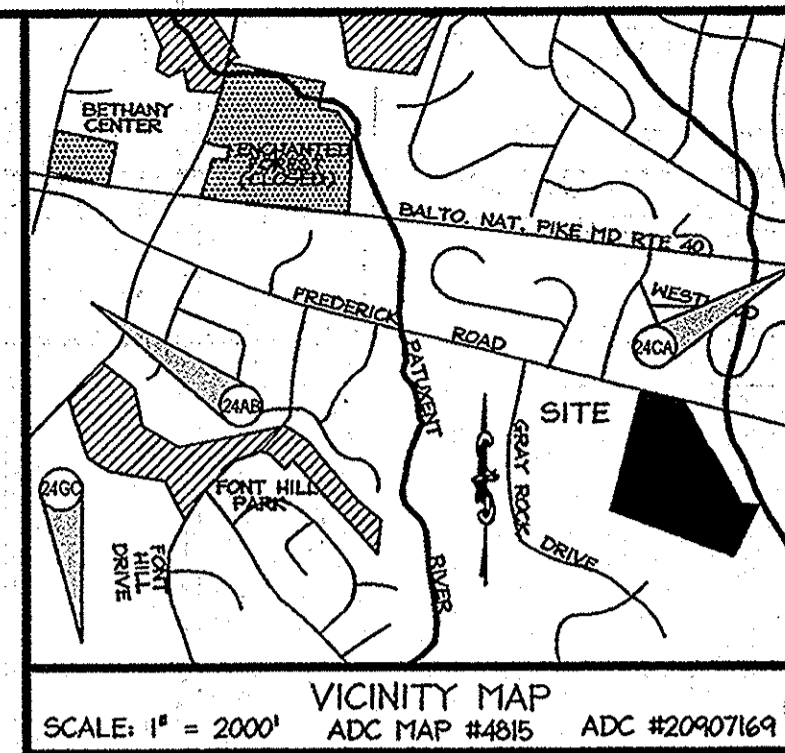 BETHANY
CENTER
ENCHANTED
FOREST
(CLOSED)
BALTO. NAT. PIKE MD RTE 40
FREDERICK ROAD
24CA
24AB
PATUXENT RIVER
SITE
GRAY ROCK DRIVE
24GC
FONT HILL
PARK
FONT
HILL
DRIVE
VICINITY MAP
SCALE: 1" = 2000' ADC MAP #4815 ADC #20907169